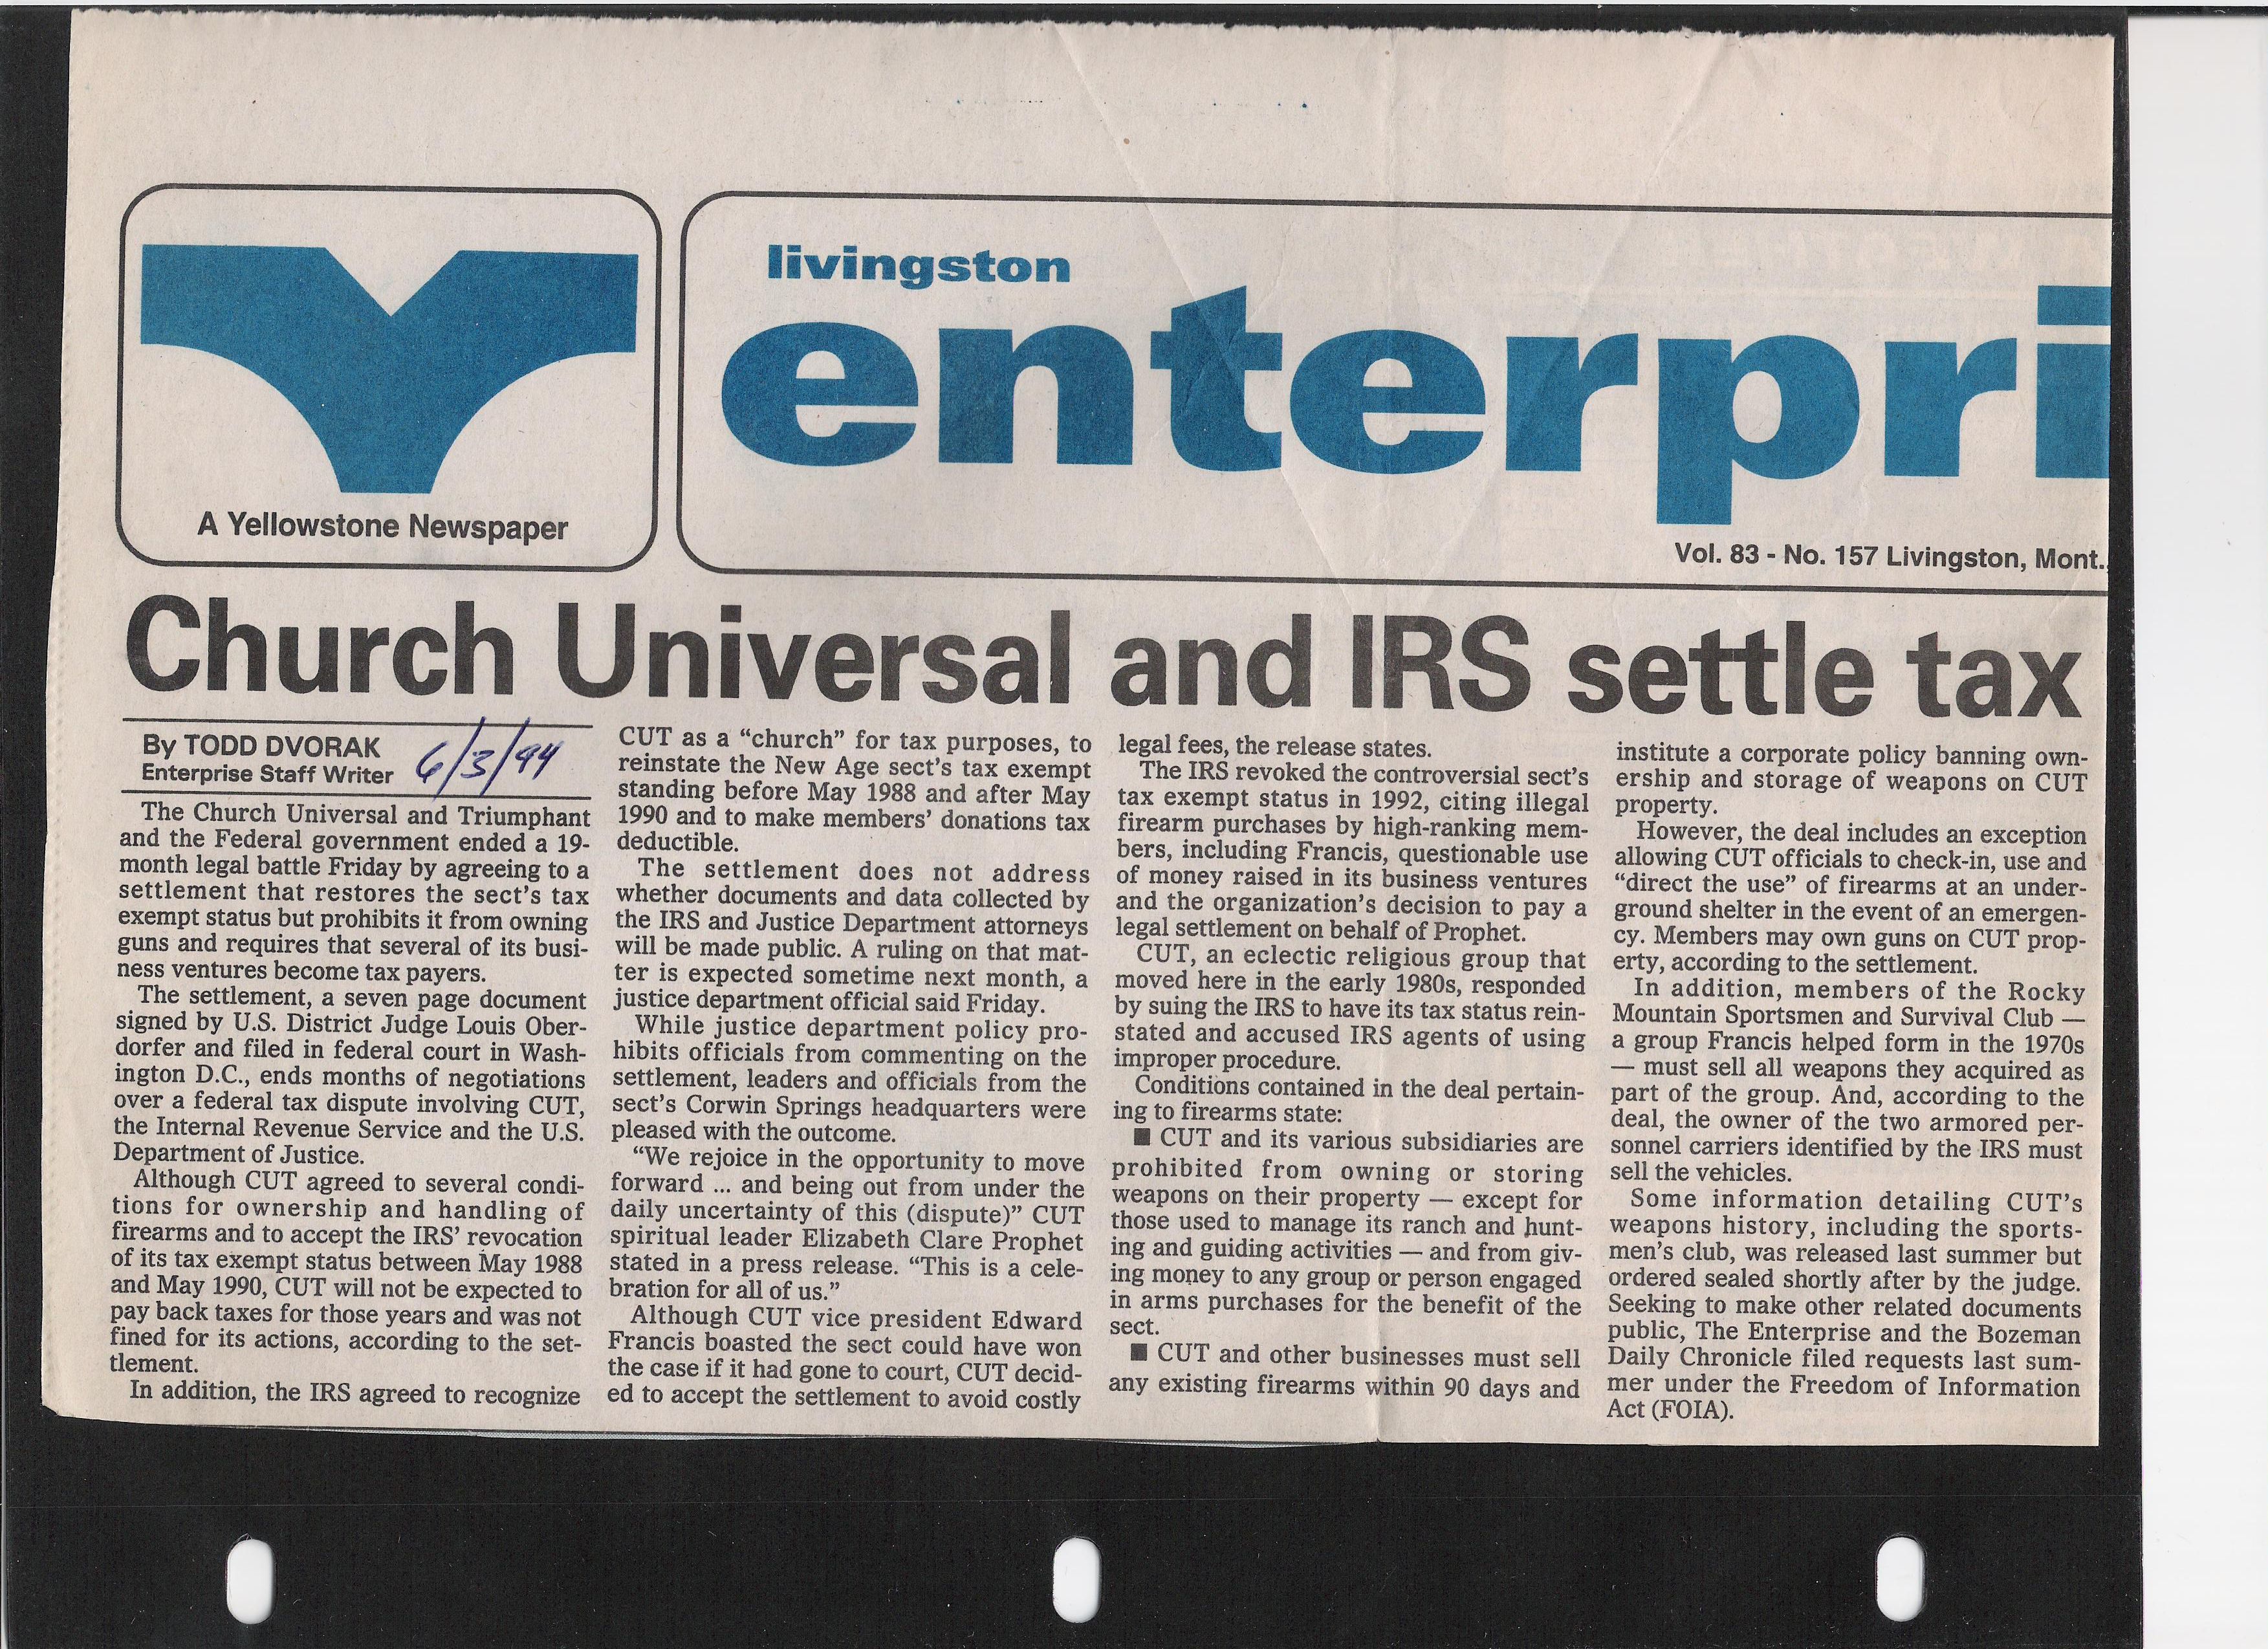 livingston
enterpri
A Yellowstone Newspaper
Vol. 83 - No. 157 Livingston, Mont.,
Church Universal and IRS settle tax
By TODD DVORAK
Enterprise Staff Writer
6/3/94
The Church Universal and Triumphant
and the Federal government ended a 19-
month legal battle Friday by agreeing to a
settlement that restores the sect's tax
exempt status but prohibits it from owning
guns and requires that several of its busi-
ness ventures become tax payers.
The settlement, a seven page document
signed by U.S. District Judge Louis Ober-
dorfer and filed in federal court in Wash-
ington D.C., ends months of negotiations
over a federal tax dispute involving CUT,
the Internal Revenue Service and the U.S.
Department of Justice.
Although CUT agreed to several condi-
tions for ownership and handling of
firearms and to accept the IRS' revocation
of its tax exempt status between May 1988
and May 1990, CUT will not be expected to
pay back taxes for those years and was not
fined for its actions, according to the set-
tlement.
In addition, the IRS agreed to recognize
CUT as a “church” for tax purposes, to
reinstate the New Age sect's tax exempt
standing before May 1988 and after May
1990 and to make members' donations tax
deductible.
The settlement does not address
whether documents and data collected by
the IRS and Justice Department attorneys
will be made public. A ruling on that mat-
ter is expected sometime next month, a
justice department official said Friday.
While justice department policy pro-
hibits officials from commenting on the
settlement, leaders and officials from the
sect's Corwin Springs headquarters were
pleased with the outcome.
“We rejoice in the opportunity to move
forward ... and being out from under the
daily uncertainty of this (dispute)” CUT
spiritual leader Elizabeth Clare Prophet
stated in a press release. “This is a cele-
bration for all of us.”
Although CUT vice president Edward
Francis boasted the sect could have won
the case if it had gone to court, CUT decid-
ed to accept the settlement to avoid costly
legal fees, the release states.
The IRS revoked the controversial sect's
tax exempt status in 1992, citing illegal
firearm purchases by high-ranking mem-
bers, including Francis, questionable use
of money raised in its business ventures
and the organization's decision to pay a
legal settlement on behalf of Prophet.
CUT, an eclectic religious group that
moved here in the early 1980s, responded
by suing the IRS to have its tax status rein-
stated and accused IRS agents of using
improper procedure.
Conditions contained in the deal pertain-
ing to firearms state:
■ CUT and its various subsidiaries are
prohibited from owning or storing
weapons on their property — except for
those used to manage its ranch and hunt-
ing and guiding activities — and from giv-
ing money to any group or person engaged
in arms purchases for the benefit of the
sect.
■ CUT and other businesses must sell
any existing firearms within 90 days and
institute a corporate policy banning own-
ership and storage of weapons on CUT
property.
However, the deal includes an exception
allowing CUT officials to check-in, use and
“direct the use” of firearms at an under-
ground shelter in the event of an emergen-
cy. Members may own guns on CUT prop-
erty, according to the settlement.
In addition, members of the Rocky
Mountain Sportsmen and Survival Club —
a group Francis helped form in the 1970s
— must sell all weapons they acquired as
part of the group. And, according to the
deal, the owner of the two armored per-
sonnel carriers identified by the IRS must
sell the vehicles.
Some information detailing CUT's
weapons history, including the sports-
men's club, was released last summer but
ordered sealed shortly after by the judge.
Seeking to make other related documents
public, The Enterprise and the Bozeman
Daily Chronicle filed requests last sum-
mer under the Freedom of Information
Act (FOIA).